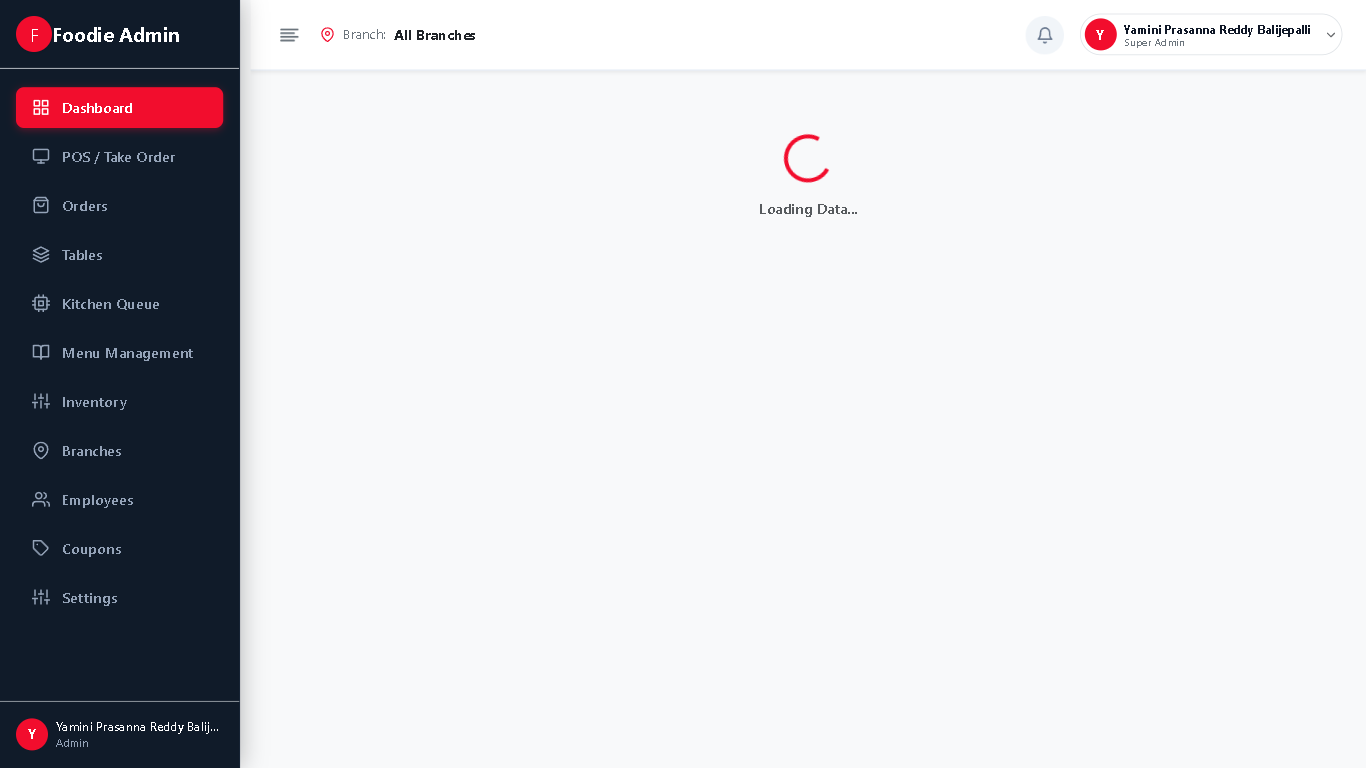 F
Foodie Admin
Branch: All Branches
Y
Yamini Prasanna Reddy Balijepalli
Super Admin
Dashboard
POS / Take Order
Orders
Tables
Kitchen Queue
Menu Management
Inventory
Branches
Employees
Coupons
Settings
Loading Data...
Y
Yamini Prasanna Reddy Balij...
Admin